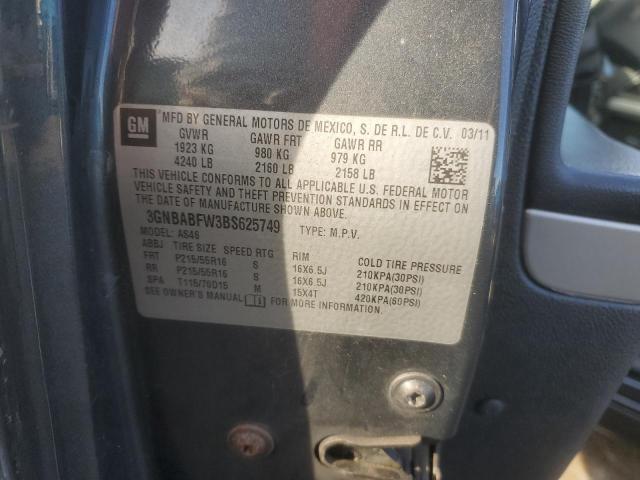 GM
MFD BY GENERAL MOTORS DE MEXICO, S. DE R.L. DE C.V. 03/11
GVWR GAWR FRT GAWR RR
1923 KG 980 KG 979 KG
4240 LB 2160 LB 2158 LB
THIS VEHICLE CONFORMS TO ALL APPLICABLE U.S. FEDERAL MOTOR
VEHICLE SAFETY AND THEFT PREVENTION STANDARDS IN EFFECT ON
THE DATE OF MANUFACTURE SHOWN ABOVE.
3GNBABFW3BS625749 TYPE: M.P.V.
MODEL: AS46
ABBJ TIRE SIZE SPEED RTG RIM COLD TIRE PRESSURE
FRT P215/55R16 S 16X6.5J 210KPA(30PSI)
RR P215/55R16 S 16X6.5J 210KPA(30PSI)
SPA T115/70D15 M 15X4T 420KPA(60PSI)
SEE OWNER'S MANUAL FOR MORE INFORMATION.